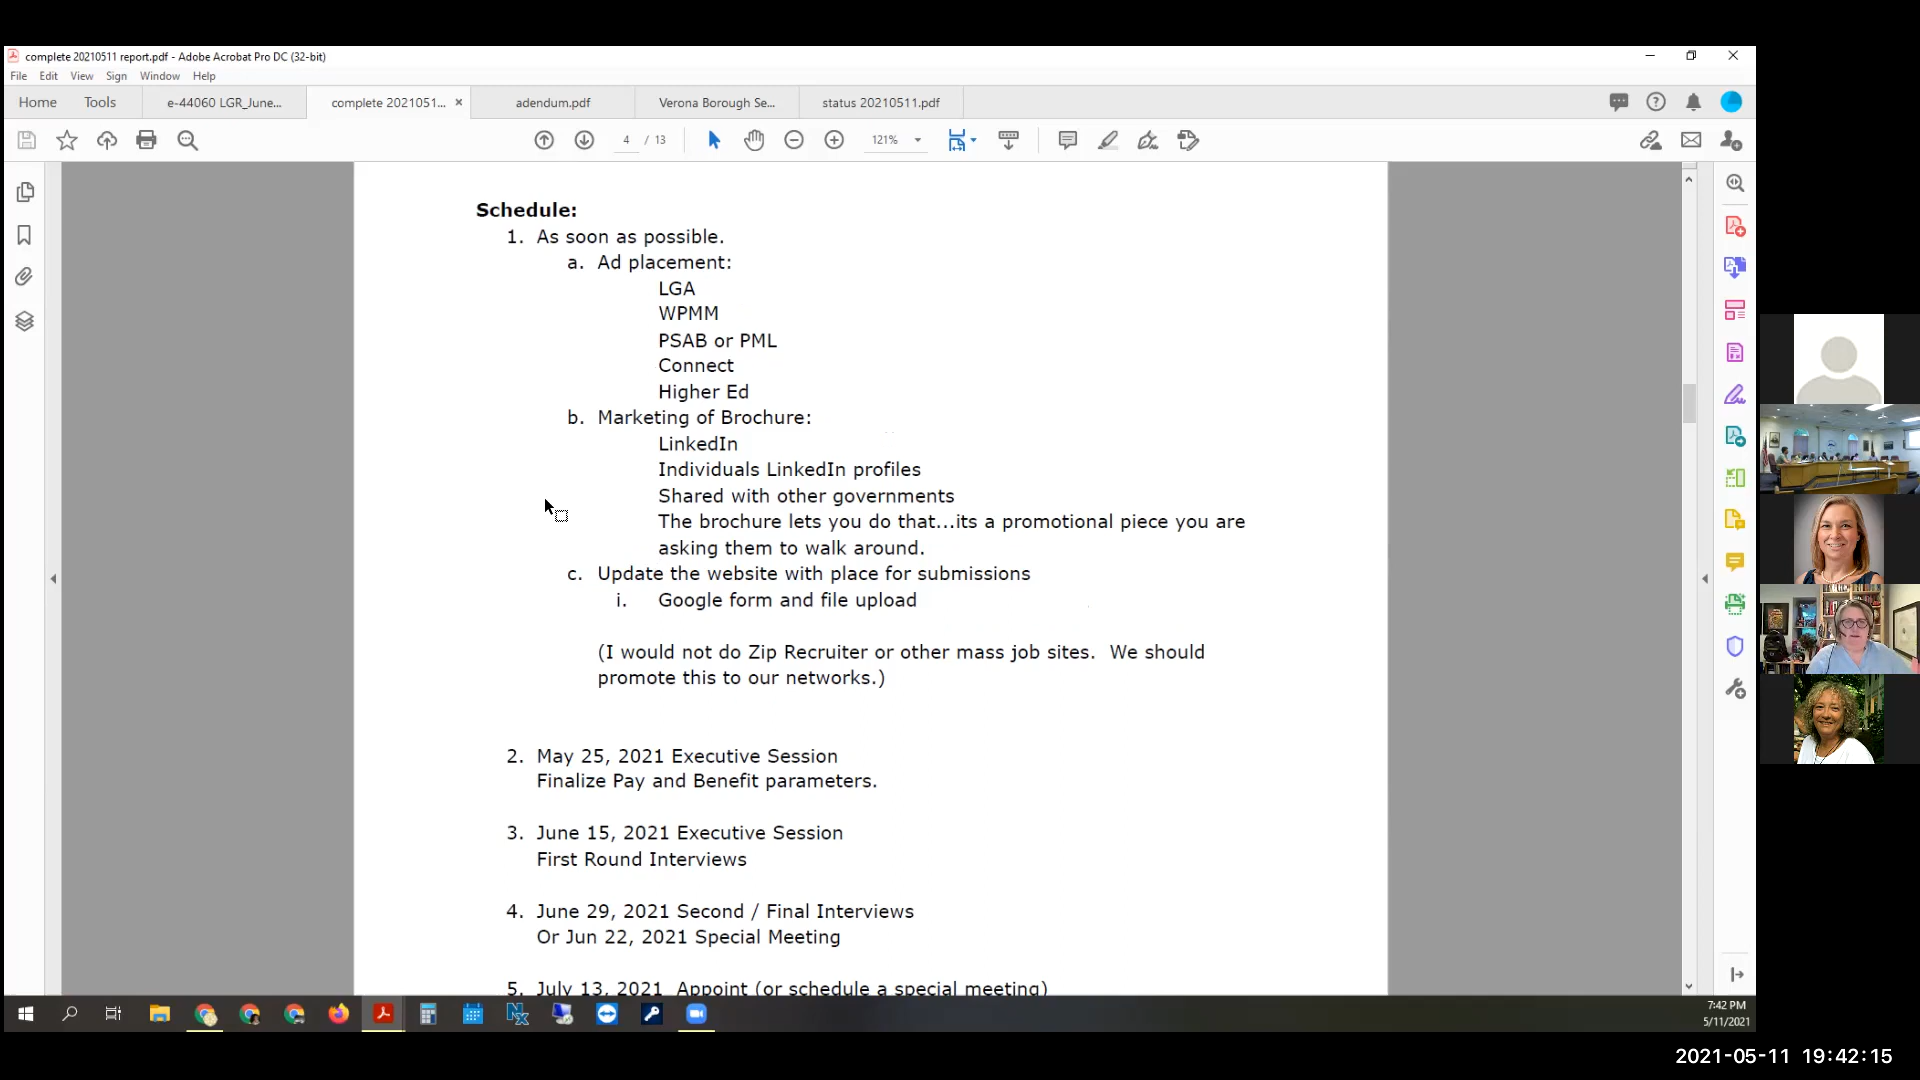 complete 20210511 report.pdf - Adobe Acrobat Pro DC (32-bit)
File Edit View Sign Window Help
Home Tools e-44060 LGR_June... complete 2021051... × adendum.pdf Verona Borough Se... status 20210511.pdf
4 / 13 121%
Schedule:
1. As soon as possible.
a. Ad placement:
LGA
WPMM
PSAB or PML
Connect
Higher Ed
b. Marketing of Brochure:
LinkedIn
Individuals LinkedIn profiles
Shared with other governments
The brochure lets you do that...its a promotional piece you are
asking them to walk around.
c. Update the website with place for submissions
i. Google form and file upload
(I would not do Zip Recruiter or other mass job sites. We should
promote this to our networks.)
2. May 25, 2021 Executive Session
Finalize Pay and Benefit parameters.
3. June 15, 2021 Executive Session
First Round Interviews
4. June 29, 2021 Second / Final Interviews
Or Jun 22, 2021 Special Meeting
5. July 13, 2021 Appoint (or schedule a special meeting)
7:42 PM
5/11/2021
2021-05-11 19:42:15